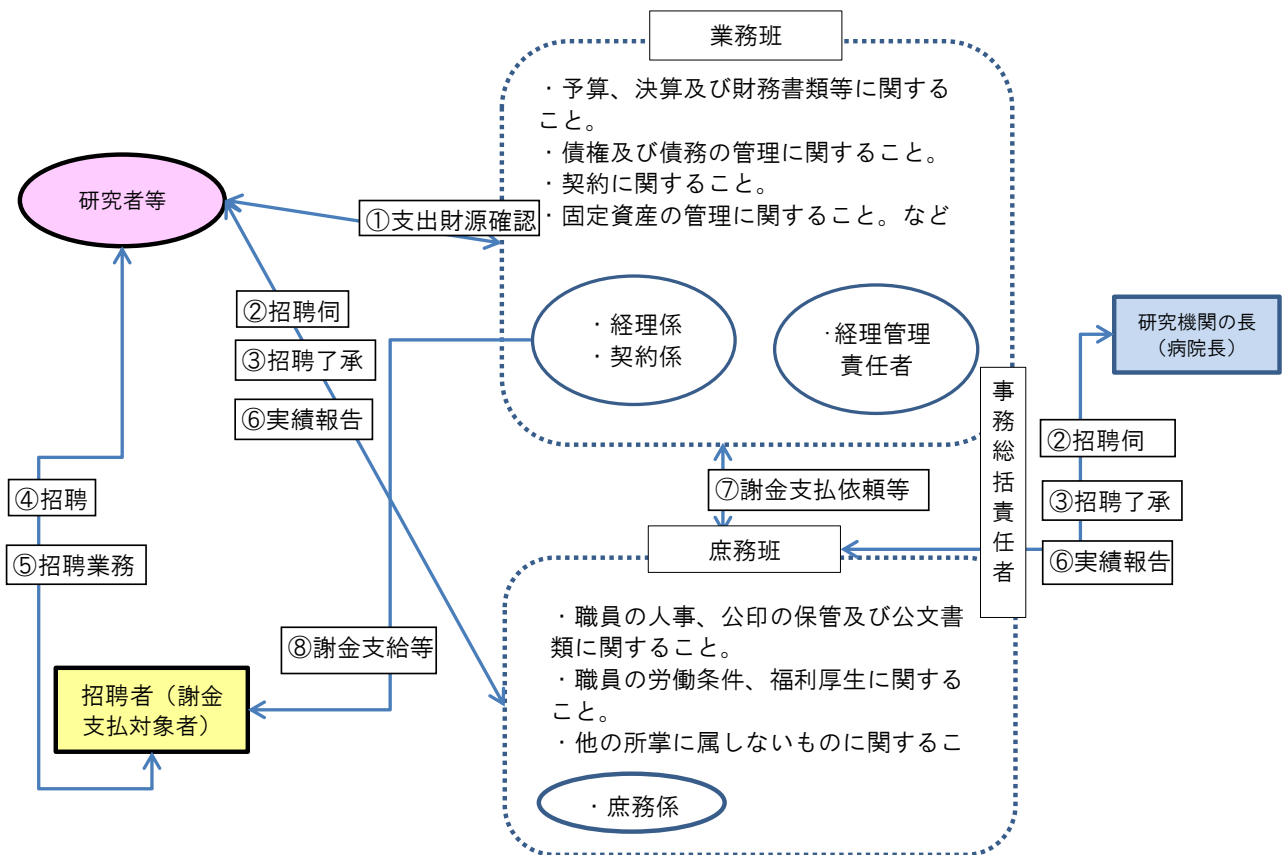 業務班
・予算、決算及び財務書類等に関する
こと。
・債権及び債務の管理に関すること。
・契約に関すること。
・固定資産の管理に関すること。など
研究者等
①支出財源確認
②招聘伺
③招聘了承
⑥実績報告
・経理係
・契約係
・経理管理
責任者
研究機関の長
（病院長）
事務総括責任者
②招聘伺
③招聘了承
⑥実績報告
④招聘
⑤招聘業務
⑦謝金支払依頼等
庶務班
・職員の人事、公印の保管及び公文書
類に関すること。
・職員の労働条件、福利厚生に関する
こと。
・他の所掌に属しないものに関するこ
・庶務係
⑧謝金支給等
招聘者（謝金
支払対象者）